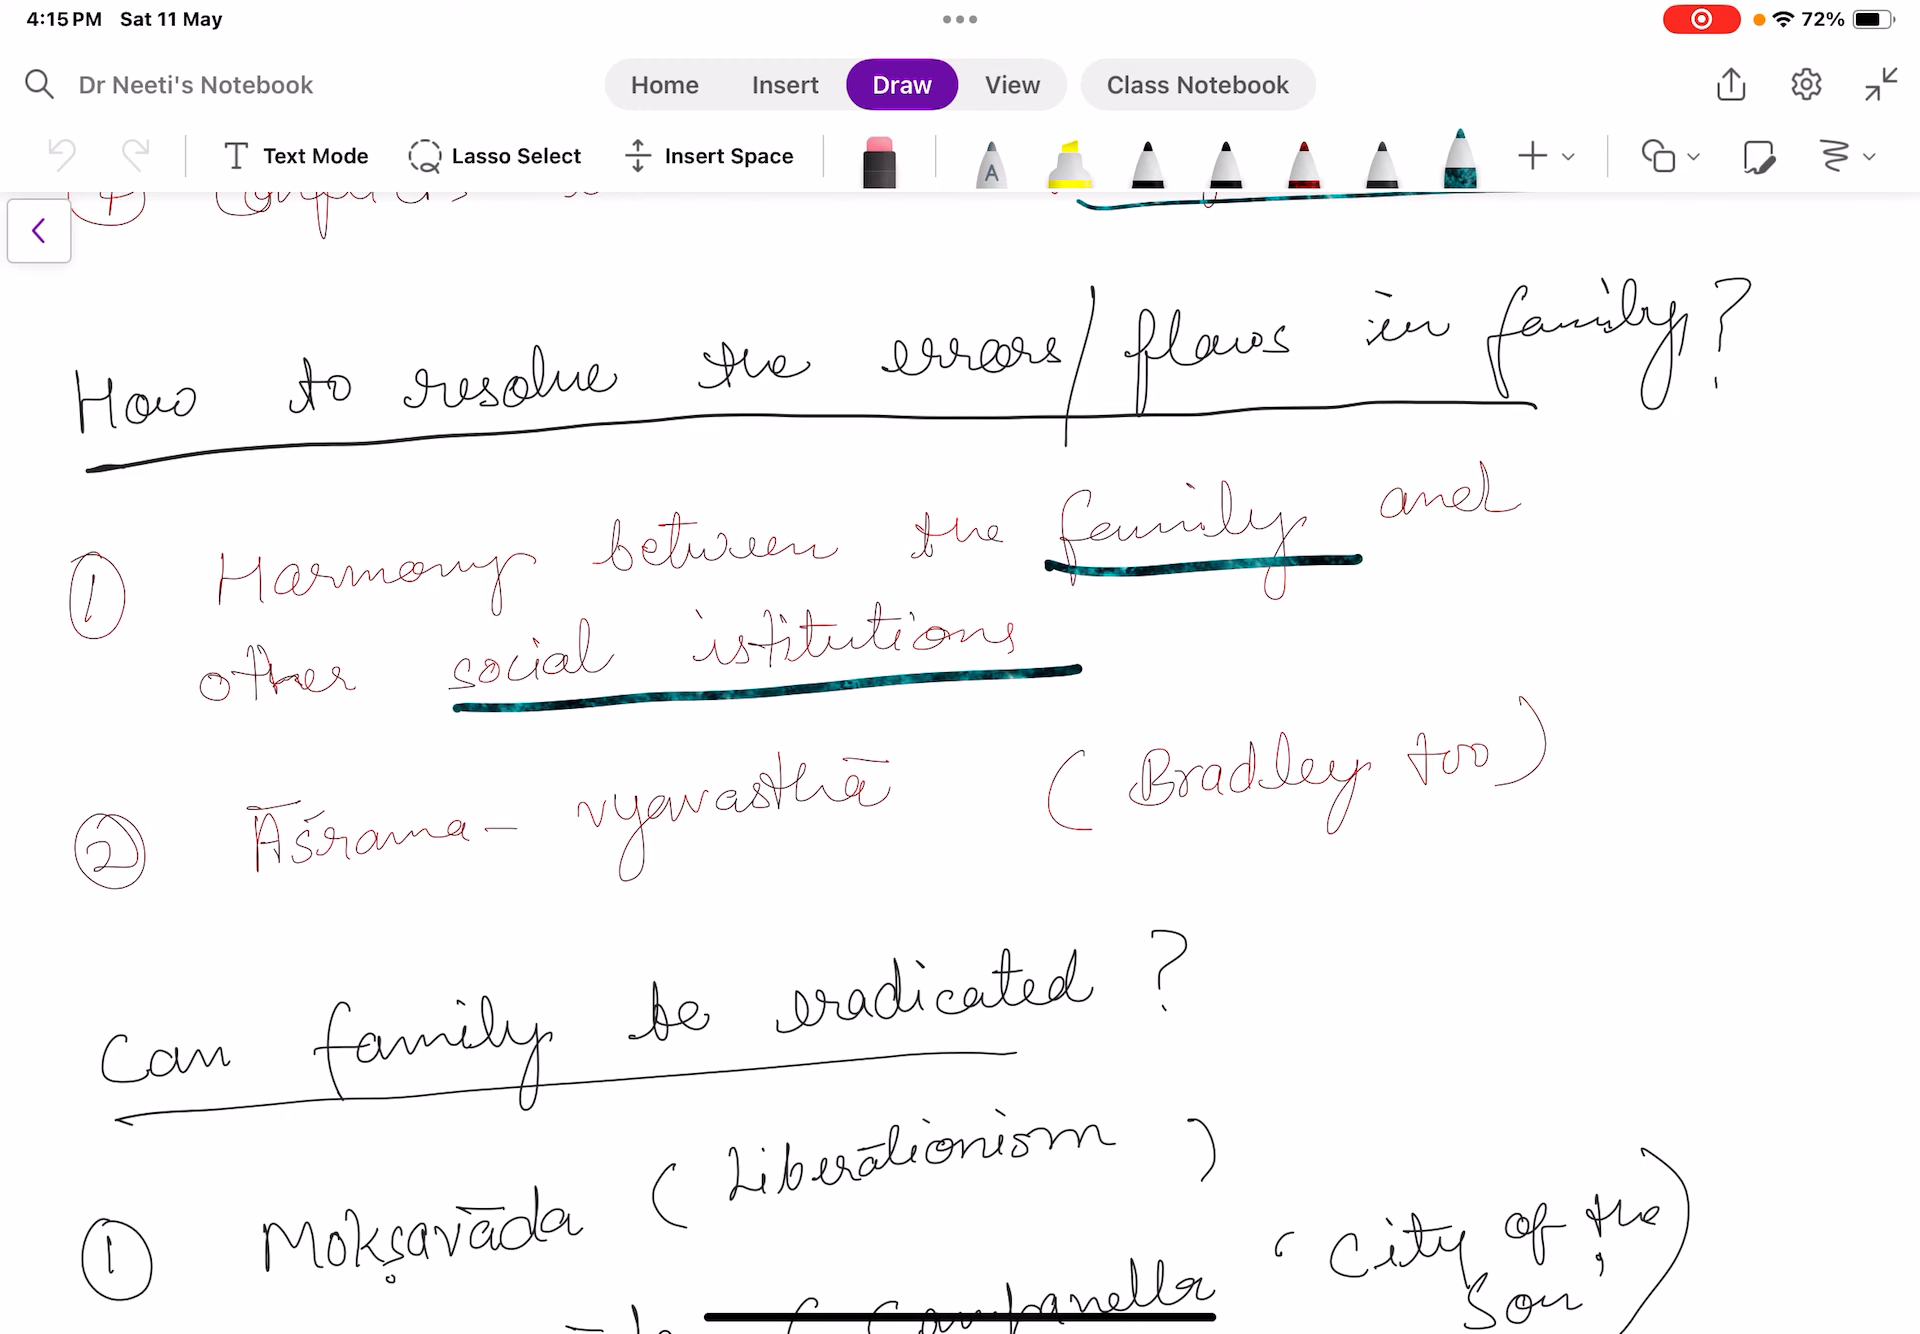 4:15 PM Sat 11 May 72%
Dr Neeti's Notebook Home Insert Draw View Class Notebook
Text Mode Lasso Select Insert Space A
How to resolve the errors/flaws in family?
① Harmony between the family and
other social istitutions
② Āśrama-vyavasthā (Bradley too)
Can family be eradicated?
① Mokṣavāda (Liberationism)
(Campanella 'City of the
Son')